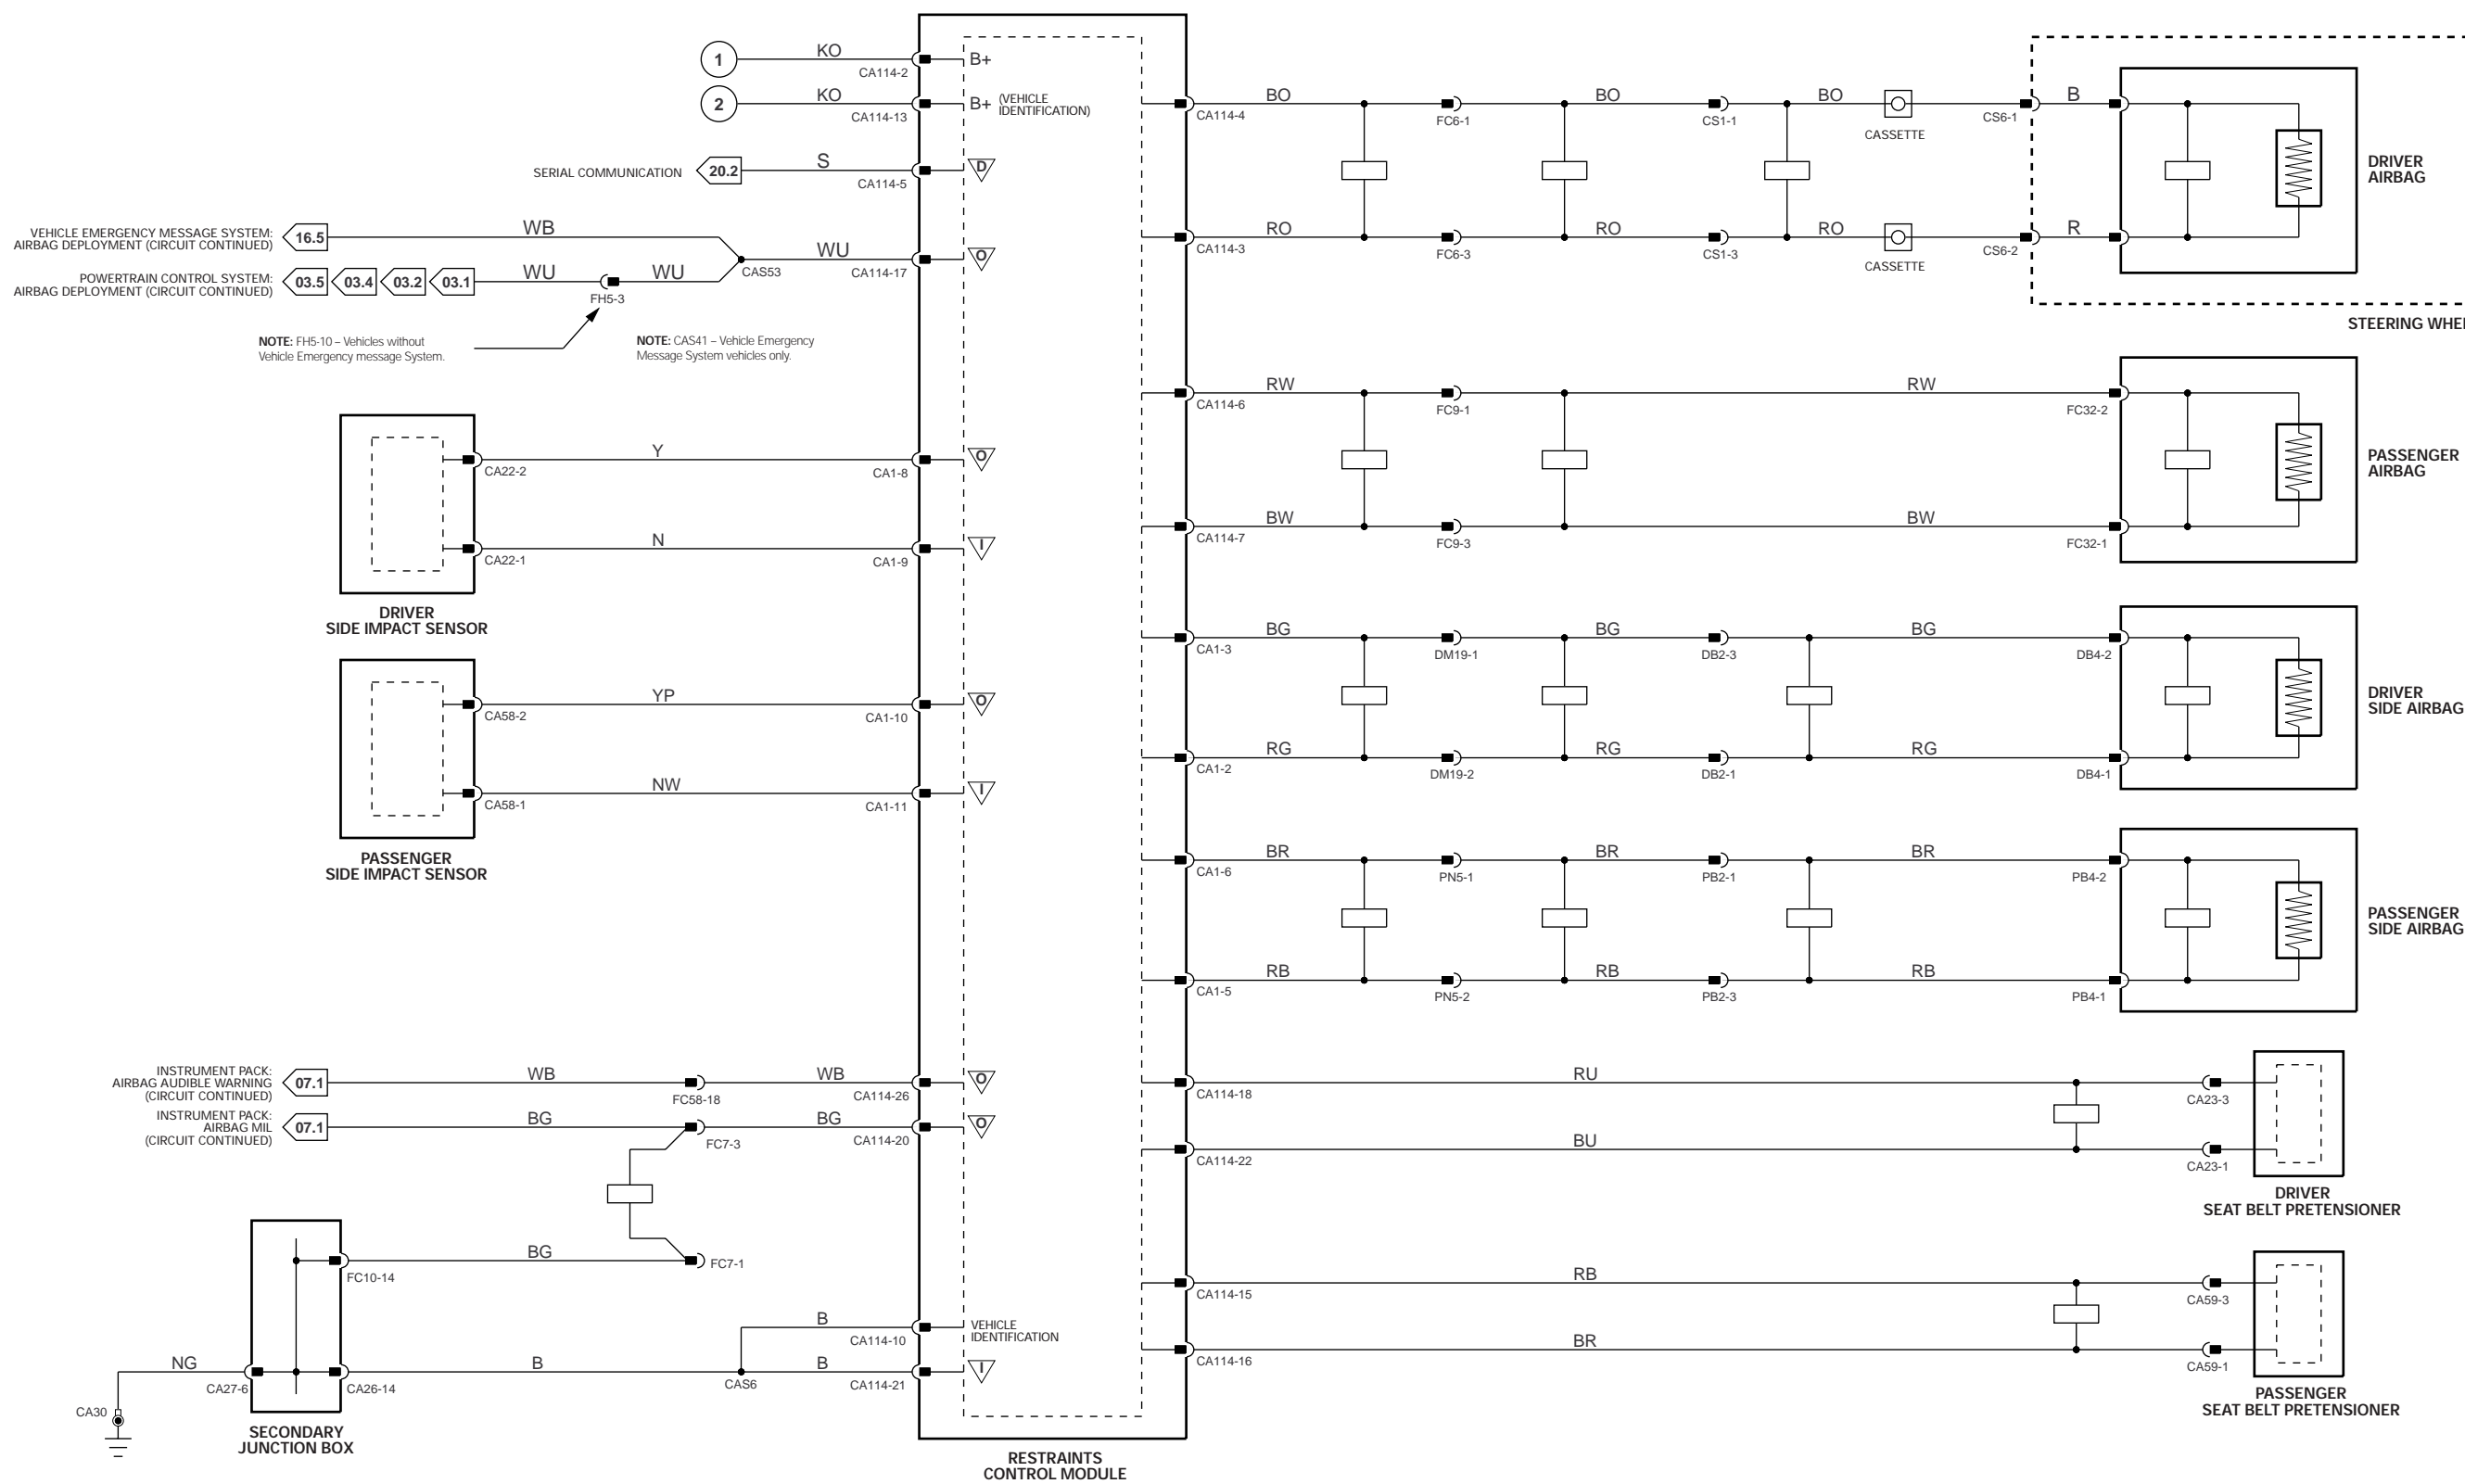 1
KO
CA114-2
B+
2
KO
CA114-13
B+ (VEHICLE
IDENTIFICATION)
SERIAL COMMUNICATION
20.2
S
CA114-5
D
VEHICLE EMERGENCY MESSAGE SYSTEM:
AIRBAG DEPLOYMENT (CIRCUIT CONTINUED)
16.5
WB
WU
CAS53
CA114-17
O
POWERTRAIN CONTROL SYSTEM:
AIRBAG DEPLOYMENT (CIRCUIT CONTINUED)
03.5
03.4
03.2
03.1
WU
WU
FH5-3
NOTE: FH5-10 – Vehicles without
Vehicle Emergency message System.
NOTE: CAS41 – Vehicle Emergency
Message System vehicles only.
CA22-2
Y
CA1-8
O
CA22-1
N
CA1-9
I
DRIVER
SIDE IMPACT SENSOR
CA58-2
YP
CA1-10
O
CA58-1
NW
CA1-11
I
PASSENGER
SIDE IMPACT SENSOR
INSTRUMENT PACK:
AIRBAG AUDIBLE WARNING
(CIRCUIT CONTINUED)
07.1
WB
FC58-18
WB
CA114-26
O
INSTRUMENT PACK:
AIRBAG MIL
(CIRCUIT CONTINUED)
07.1
BG
FC7-3
BG
CA114-20
O
FC10-14
BG
FC7-1
B
CA114-10
VEHICLE
IDENTIFICATION
NG
CA27-6
CA26-14
B
CAS6
B
CA114-21
I
CA30
SECONDARY
JUNCTION BOX
RESTRAINTS
CONTROL MODULE
CA114-4
BO
FC6-1
BO
CS1-1
BO
CASSETTE
CS6-1
B
CA114-3
RO
FC6-3
RO
CS1-3
RO
CASSETTE
CS6-2
R
DRIVER
AIRBAG
STEERING WHE
CA114-6
RW
FC9-1
RW
FC32-2
CA114-7
BW
FC9-3
BW
FC32-1
PASSENGER
AIRBAG
CA1-3
BG
DM19-1
BG
DB2-3
BG
DB4-2
CA1-2
RG
DM19-2
RG
DB2-1
RG
DB4-1
DRIVER
SIDE AIRBAG
CA1-6
BR
PN5-1
BR
PB2-1
BR
PB4-2
CA1-5
RB
PN5-2
RB
PB2-3
RB
PB4-1
PASSENGER
SIDE AIRBAG
CA114-18
RU
CA23-3
CA114-22
BU
CA23-1
DRIVER
SEAT BELT PRETENSIONER
CA114-15
RB
CA59-3
CA114-16
BR
CA59-1
PASSENGER
SEAT BELT PRETENSIONER